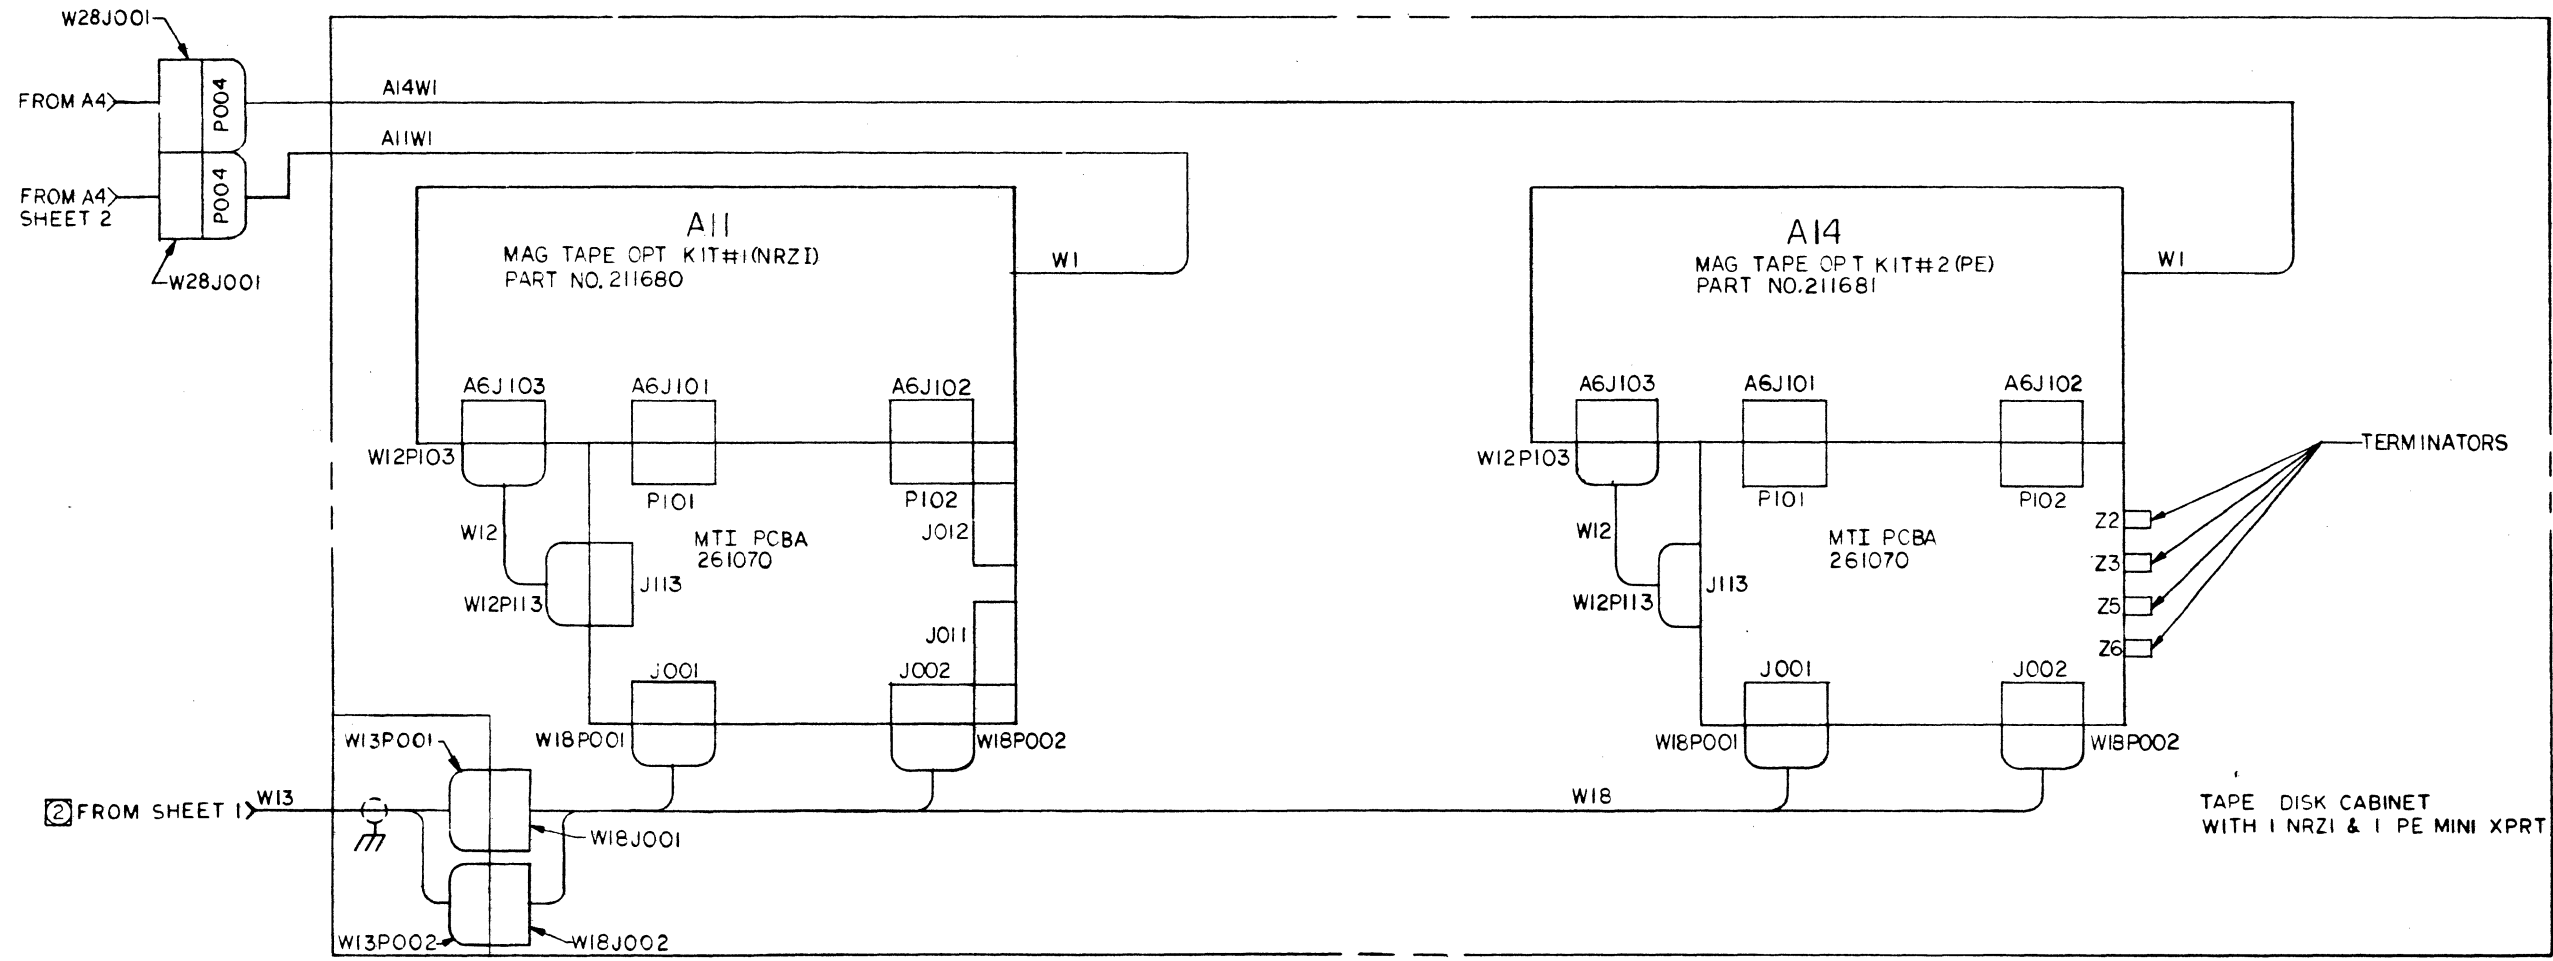 W28J001
FROM A4
P004
A14W1
A11W1
FROM A4
SHEET 2
P004
W28J001
A11
MAG TAPE OPT KIT#1(NRZI)
PART NO. 211680
W1
A14
MAG TAPE OPT KIT#2(PE)
PART NO.211681
W1
A6J103
A6J101
A6J102
A6J103
A6J101
A6J102
W12P103
P101
P102
W12P103
P101
P102
TERMINATORS
W12
J012
MTI PCBA
261070
W12
MTI PCBA
261070
Z2
Z3
Z5
Z6
W12P113
J113
J011
W12P113
J113
J001
J002
J001
J002
W13P001
W18P001
W18P002
W18P001
W18P002
2 FROM SHEET 1
W13
W18
W18J001
W13P002
W18J002
TAPE DISK CABINET
WITH 1 NRZI & 1 PE MINI XPRT